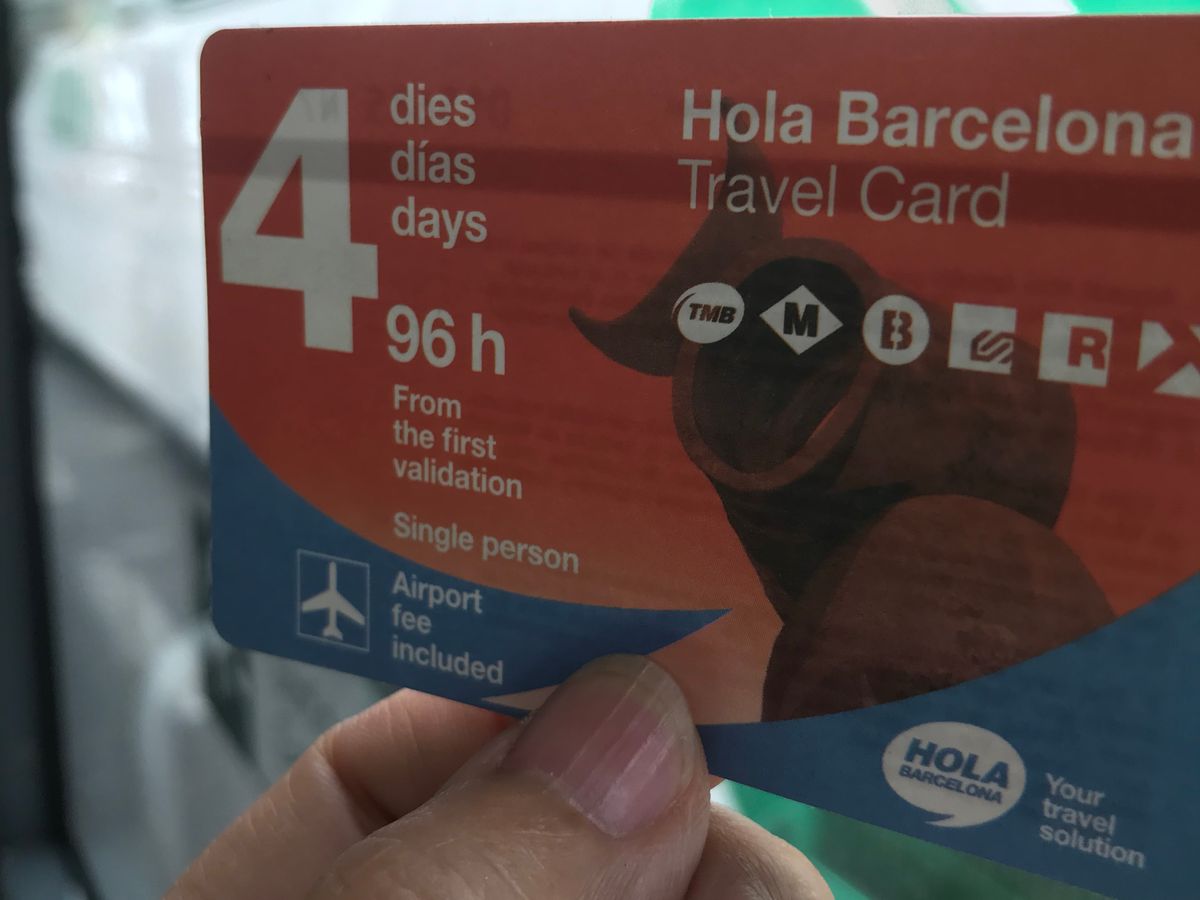 4
dies
días
days
96 h
From
the first
validation
Single person
Airport
fee
included
Hola Barcelona
Travel Card
TMB M B R
HOLA
BARCELONA
Your
travel
solution